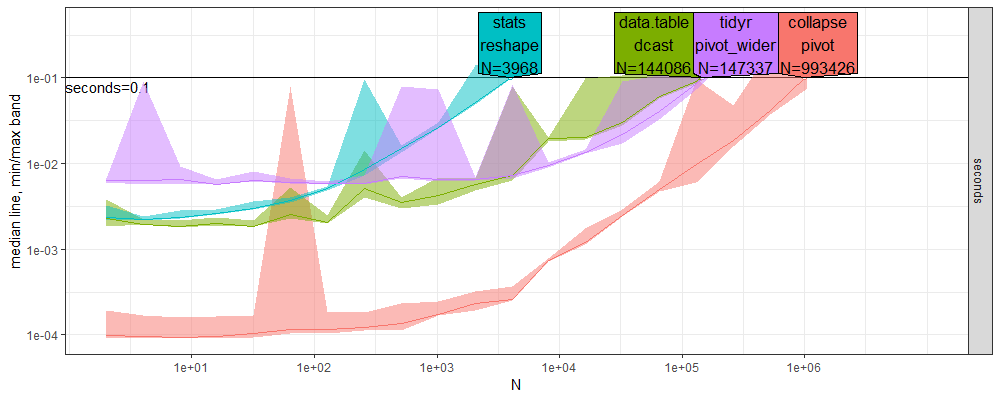 stats
reshape
N=3968
data.table
dcast
N=144086
tidyr
pivot_wider
N=147337
collapse
pivot
N=993426
seconds=0.1
1e-01
1e-02
1e-03
1e-04
median line, min/max band
1e+01
1e+02
1e+03
1e+04
1e+05
1e+06
N
seconds